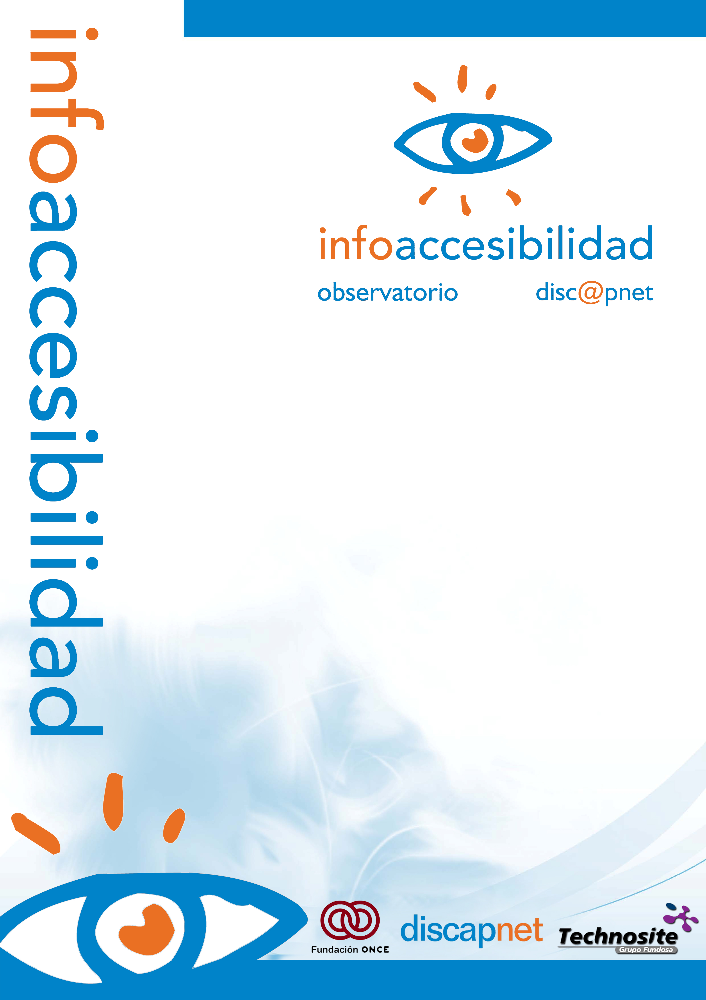 infoaccesibilidad
infoaccesibilidad
observatorio disc@pnet
Fundación ONCE
discapnet
Technosite
Grupo Fundosa